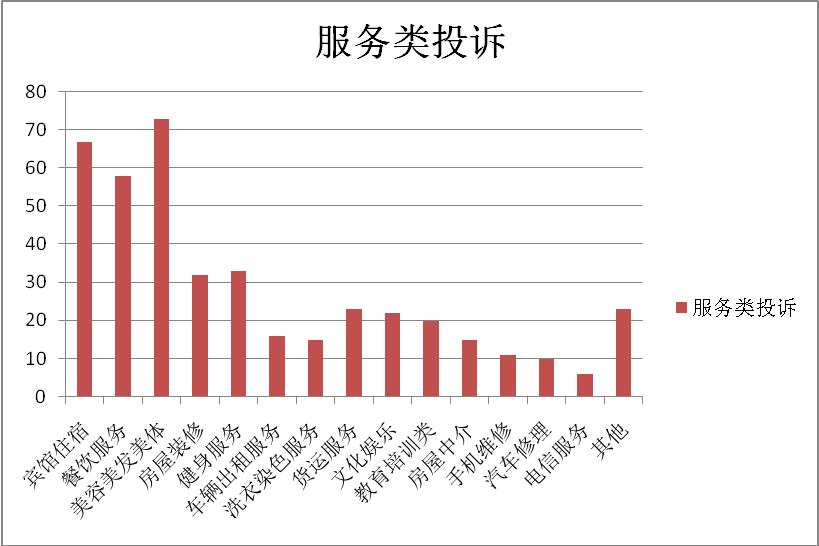 服务类投诉
80
70
60
50
40
30
20
10
0
宾馆住宿
餐饮服务
美容美发美体
房屋装修
健身服务
车辆出租服务
洗衣染色服务
货运服务
文化娱乐
教育培训类
房屋中介
手机维修
汽车修理
电信服务
其他
服务类投诉